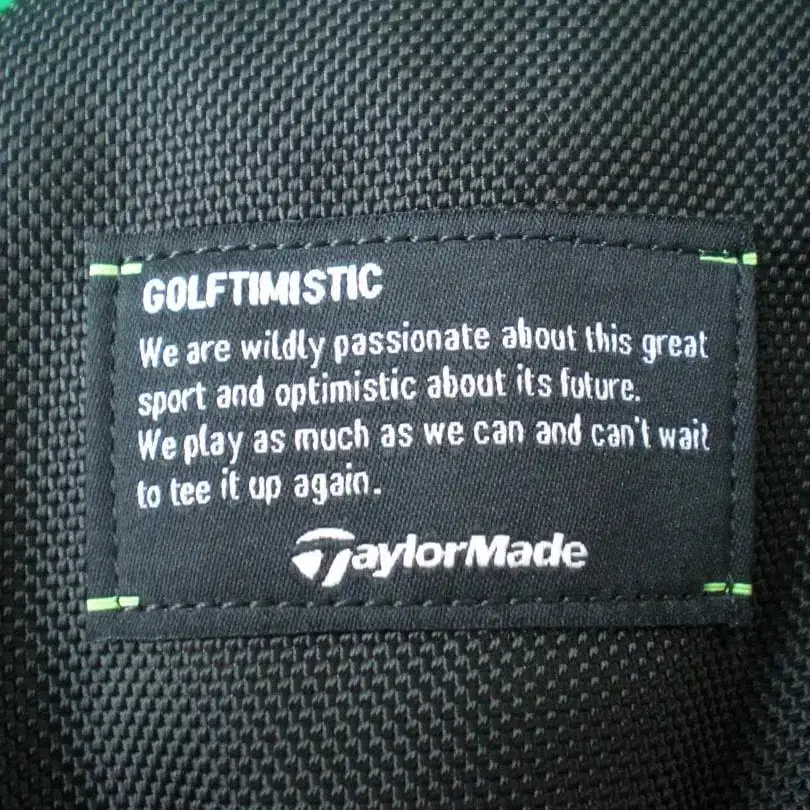 GOLFTIMISTIC
We are wildly passionate about this great
sport and optimistic about its future.
We play as much as we can and can't wait
to tee it up again.
TaylorMade